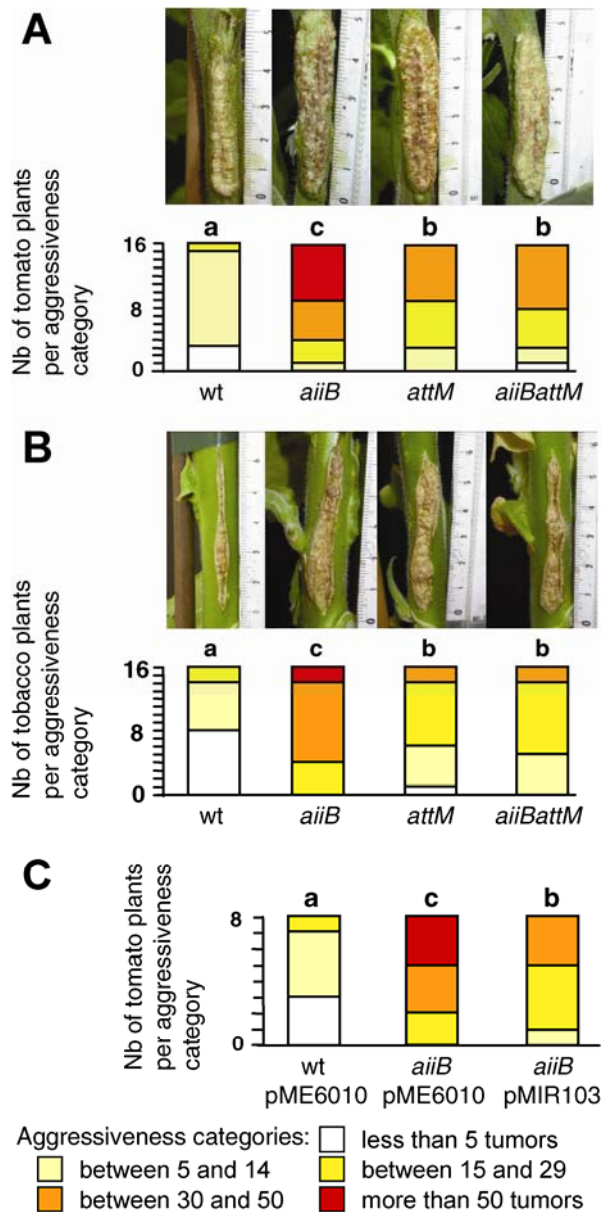 A
a c b b
Nb of tomato plants
per aggressiveness
category
16
8
0
wt aiiB attM aiiBattM
B
a c b b
Nb of tobacco plants
per aggressiveness
category
16
8
0
wt aiiB attM aiiBattM
C
a c b
Nb of tomato plants
per aggressiveness
category
8
0
wt aiiB aiiB
pME6010 pME6010 pMIR103
Aggressiveness categories: less than 5 tumors
between 5 and 14 between 15 and 29
between 30 and 50 more than 50 tumors